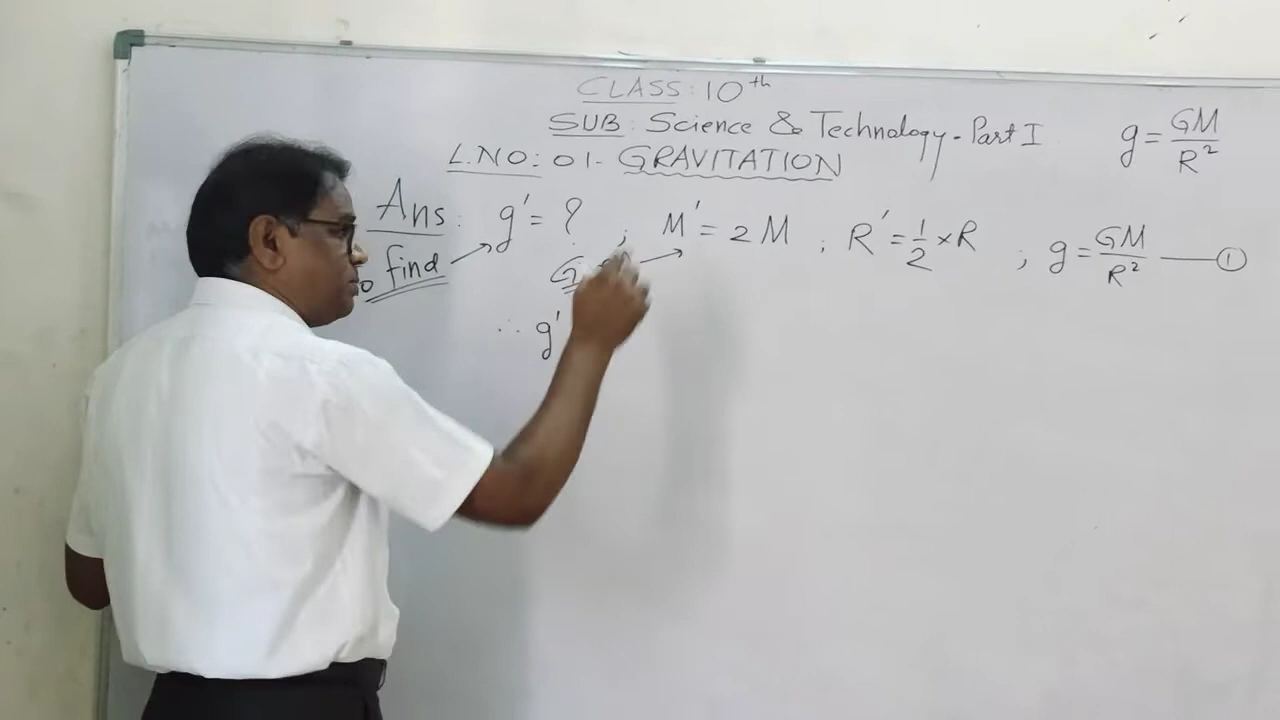 CLASS: 10th
SUB: Science & Technology - Part I
g = GM/R²
L.NO: 01 - GRAVITATION
Ans: g' = ? ; M' = 2M ; R' = 1/2 × R ; g = GM/R² —— ①
To find → →
∴ g'